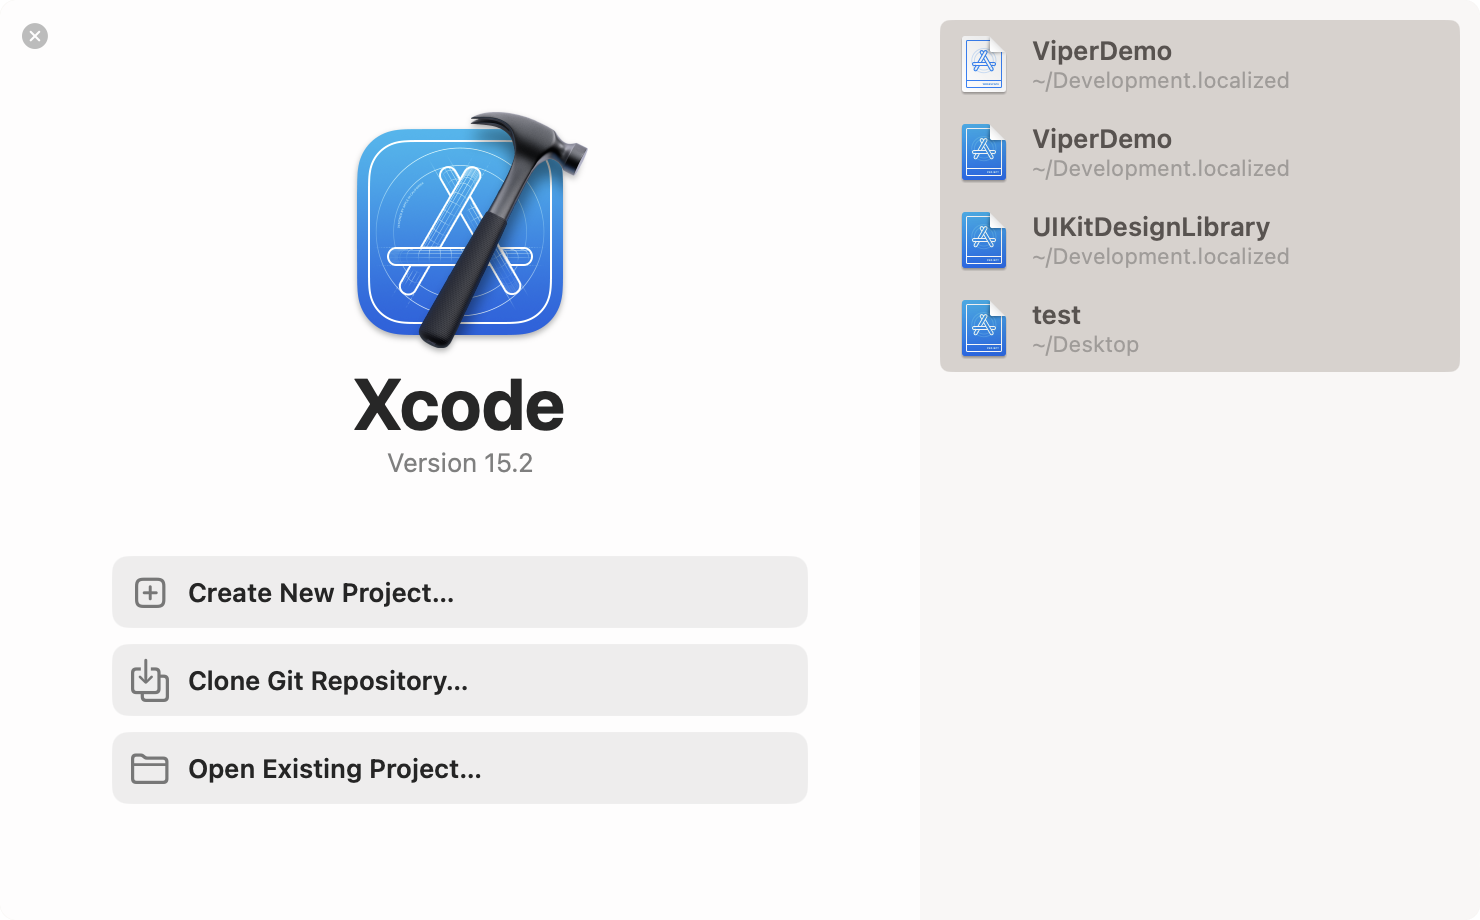 Xcode
Version 15.2
Create New Project...
Clone Git Repository...
Open Existing Project...
ViperDemo
~/Development.localized
ViperDemo
~/Development.localized
UIKitDesignLibrary
~/Development.localized
test
~/Desktop